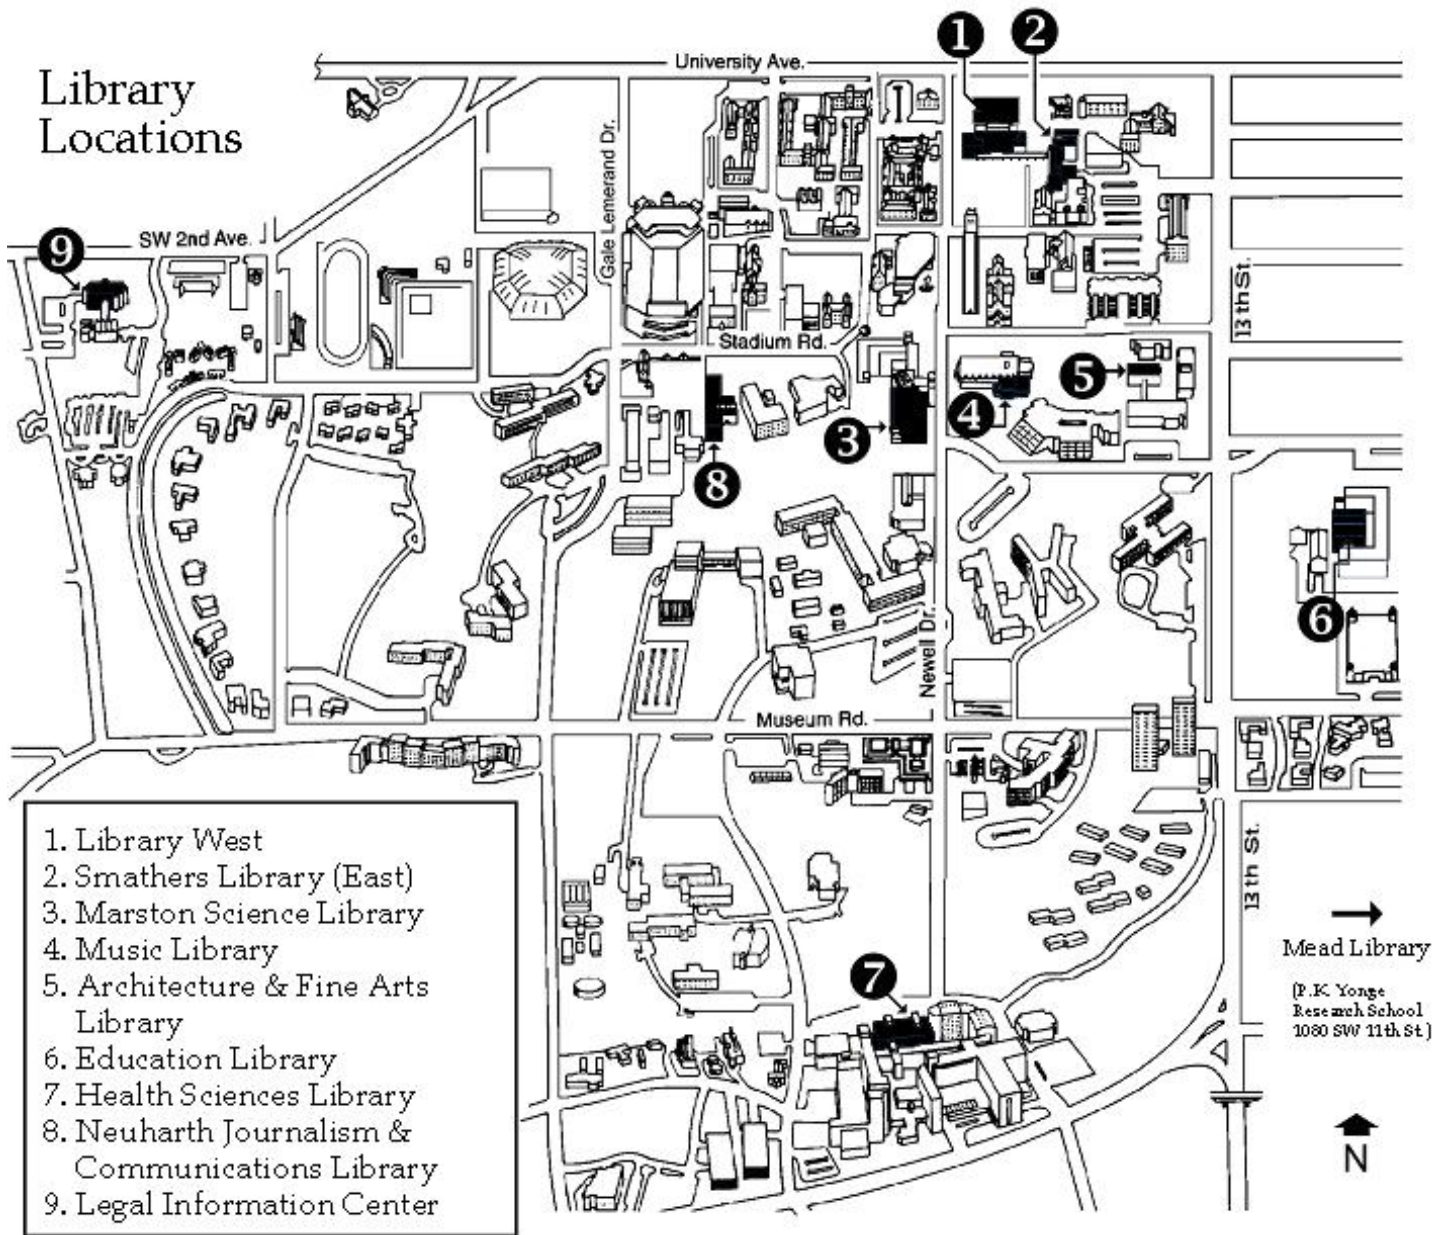 Library
Locations
1
2
University Ave.
Gale Lemerand Dr.
SW 2nd Ave.
9
13th St.
Stadium Rd.
5
4
3
8
6
Newell Dr.
Museum Rd.
1. Library West
2. Smathers Library (East)
3. Marston Science Library
4. Music Library
5. Architecture & Fine Arts
Library
6. Education Library
7. Health Sciences Library
8. Neuharth Journalism &
Communications Library
9. Legal Information Center
13th St.
Mead Library
(P.K. Yonge
Research School
1080 SW 11th St.)
7
N